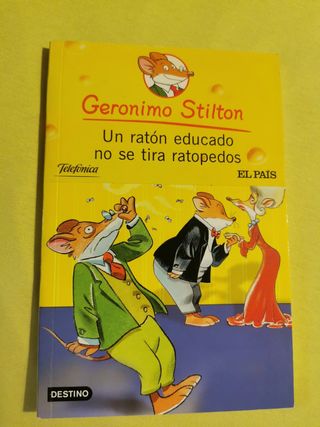 Geronimo Stilton
Un ratón educado
no se tira ratopedos
Telefónica
EL PAÍS
DESTINO